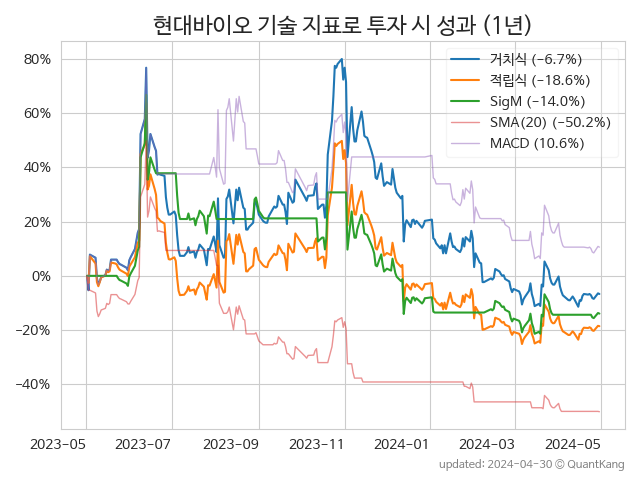 현대바이오 기술 지표로 투자 시 성과 (1년)
80%
60%
40%
20%
0%
−20%
−40%
거치식 (−6.7%)
적립식 (−18.6%)
SigM (−14.0%)
SMA(20) (−50.2%)
MACD (10.6%)
2023-05
2023-07
2023-09
2023-11
2024-01
2024-03
2024-05
updated: 2024-04-30 © QuantKang